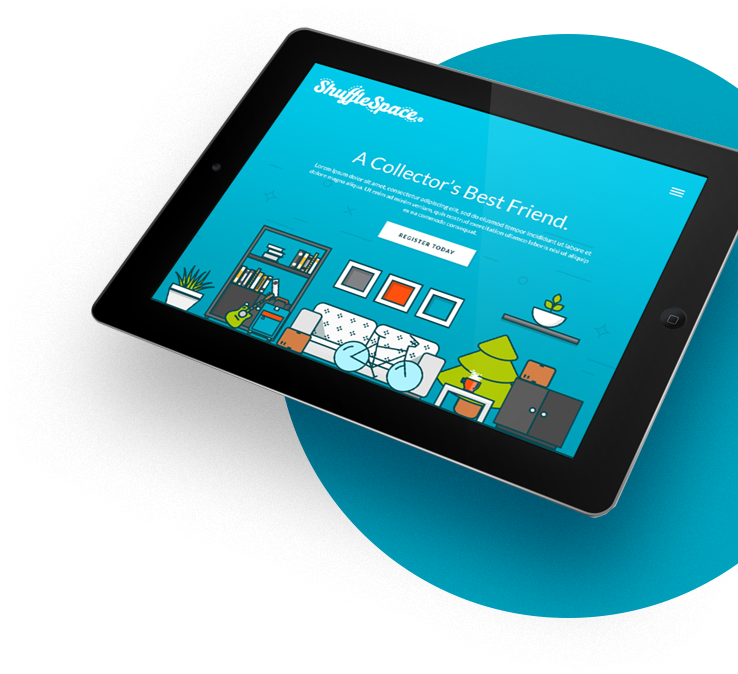 ShuffleSpace
A Collector's Best Friend.
Lorem ipsum dolor sit amet, consectetur adipiscing elit, sed do eiusmod tempor incididunt ut labore et
dolore magna aliqua. Ut enim ad minim veniam, quis nostrud exercitation ullamco laboris nisi ut aliquip
ex ea commodo consequat.
REGISTER TODAY